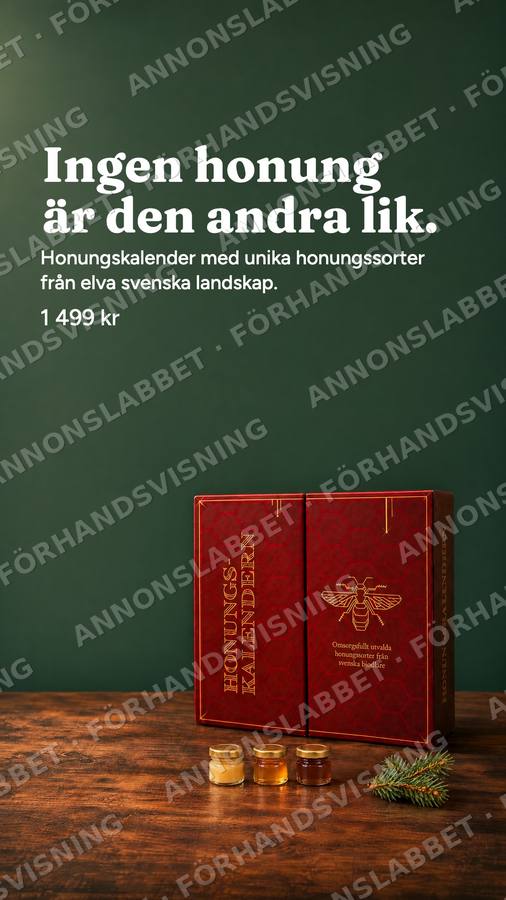 Ingen honung
är den andra lik.
Honungskalender med unika honungssorter
från elva svenska landskap.
1 499 kr
HONUNGS-
KALENDERN
Omsorgsfullt utvalda
honungssorter från
svenska biodlare
HONUNGSKALENDERN
ANNONSLABBET · FÖRHANDSVISNING